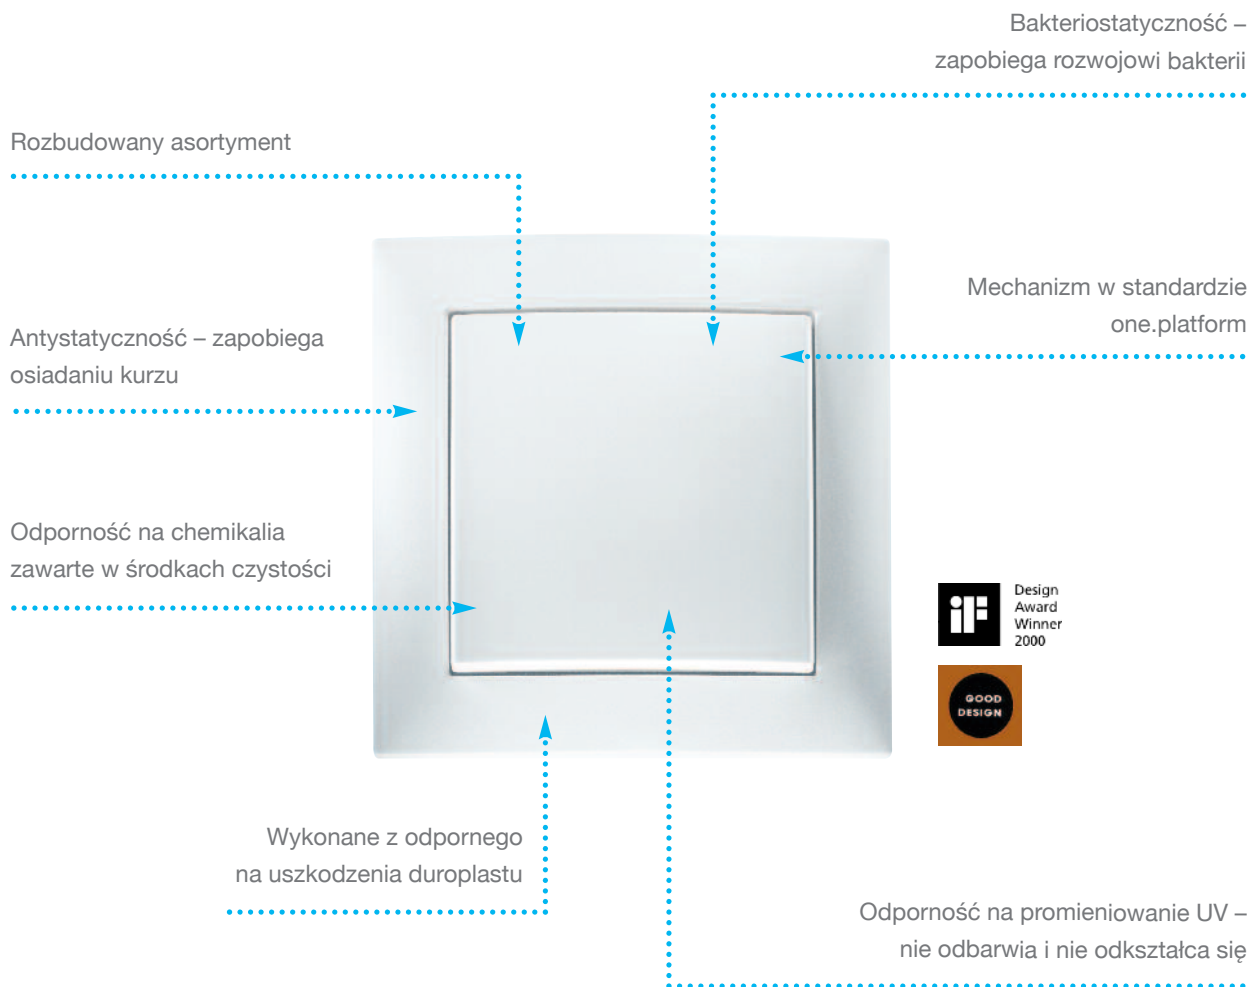 Bakteriostatyczność –
zapobiega rozwojowi bakterii
Rozbudowany asortyment
Mechanizm w standardzie
one.platform
Antystatyczność – zapobiega
osiadaniu kurzu
Odporność na chemikalia
zawarte w środkach czystości
iF
Design
Award
Winner
2000
GOOD
DESIGN
Wykonane z odpornego
na uszkodzenia duroplastu
Odporność na promieniowanie UV –
nie odbarwia i nie odkształca się